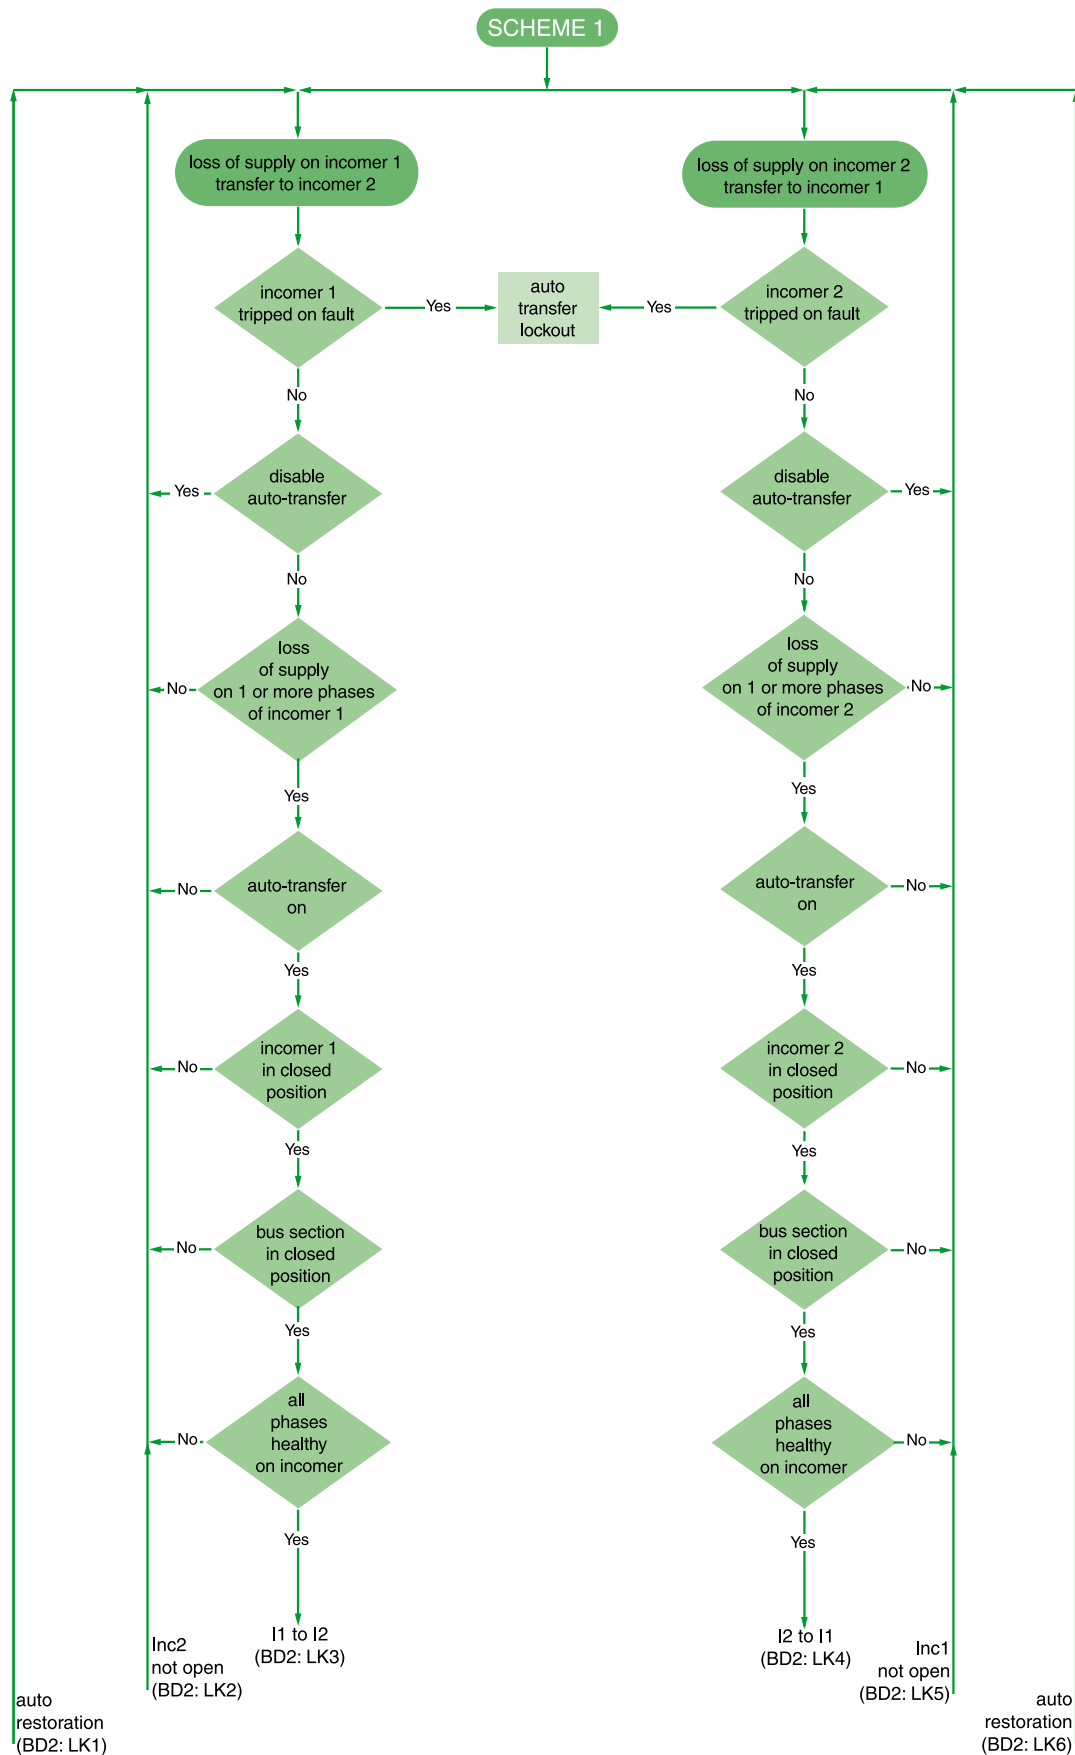 SCHEME 1
loss of supply on incomer 1
transfer to incomer 2
loss of supply on incomer 2
transfer to incomer 1
incomer 1
tripped on fault
Yes
auto
transfer
lockout
Yes
incomer 2
tripped on fault
No
No
Yes
disable
auto-transfer
disable
auto-transfer
Yes
No
No
No
loss
of supply
on 1 or more phases
of incomer 1
loss
of supply
on 1 or more phases
of incomer 2
No
Yes
Yes
No
auto-transfer
on
auto-transfer
on
No
Yes
Yes
No
incomer 1
in closed
position
incomer 2
in closed
position
No
Yes
Yes
No
bus section
in closed
position
bus section
in closed
position
No
Yes
Yes
No
all
phases
healthy
on incomer
all
phases
healthy
on incomer
No
Yes
Yes
Inc2
not open
(BD2: LK2)
I1 to I2
(BD2: LK3)
I2 to I1
(BD2: LK4)
Inc1
not open
(BD2: LK5)
auto
restoration
(BD2: LK1)
auto
restoration
(BD2: LK6)